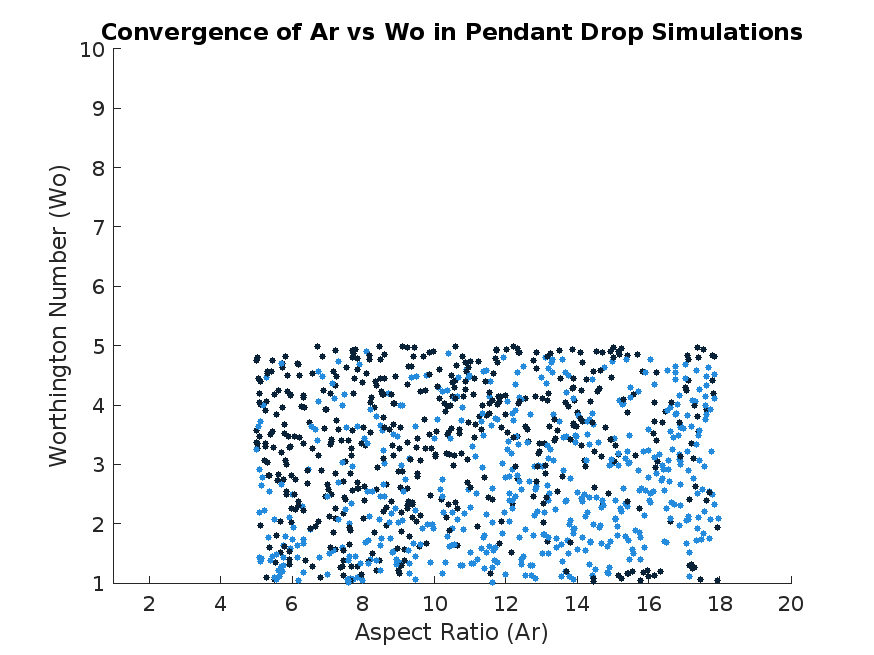 Convergence of Ar vs Wo in Pendant Drop Simulations
10
9
8
7
6
5
4
3
2
1
Worthington Number (Wo)
2 4 6 8 10 12 14 16 18 20
Aspect Ratio (Ar)